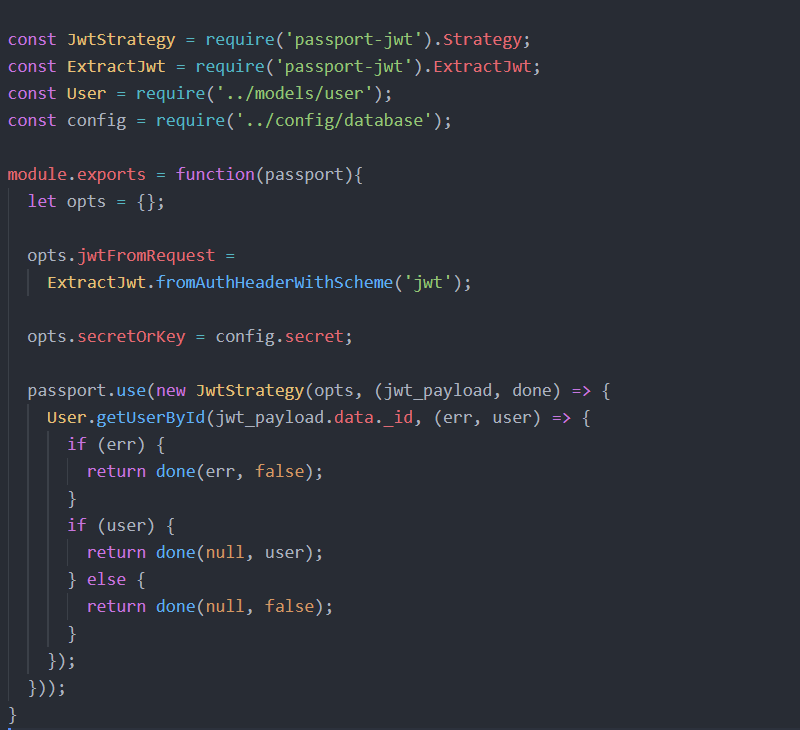 const JwtStrategy = require('passport-jwt').Strategy;
const ExtractJwt = require('passport-jwt').ExtractJwt;
const User = require('../models/user');
const config = require('../config/database');

module.exports = function(passport){
  let opts = {};

  opts.jwtFromRequest =
    ExtractJwt.fromAuthHeaderWithScheme('jwt');

  opts.secretOrKey = config.secret;

  passport.use(new JwtStrategy(opts, (jwt_payload, done) => {
    User.getUserById(jwt_payload.data._id, (err, user) => {
      if (err) {
        return done(err, false);
      }
      if (user) {
        return done(null, user);
      } else {
        return done(null, false);
      }
    });
  }));
}